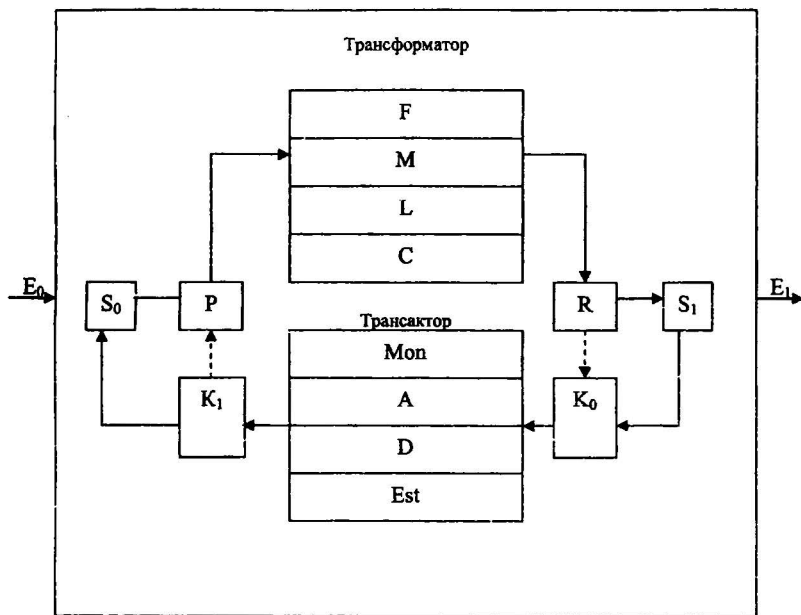 Трансформатор
F
M
L
C
E₀
S₀
P
R
S₁
E₁
Трансактор
Mon
K₁
A
K₀
D
Est